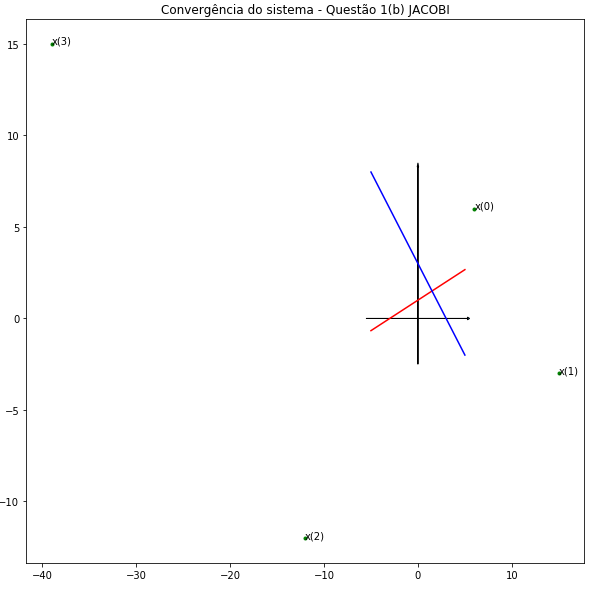 Convergência do sistema - Questão 1(b) JACOBI
x(3)
15
10
x(0)
5
0
x(1)
−5
−10
x(2)
−40 −30 −20 −10 0 10